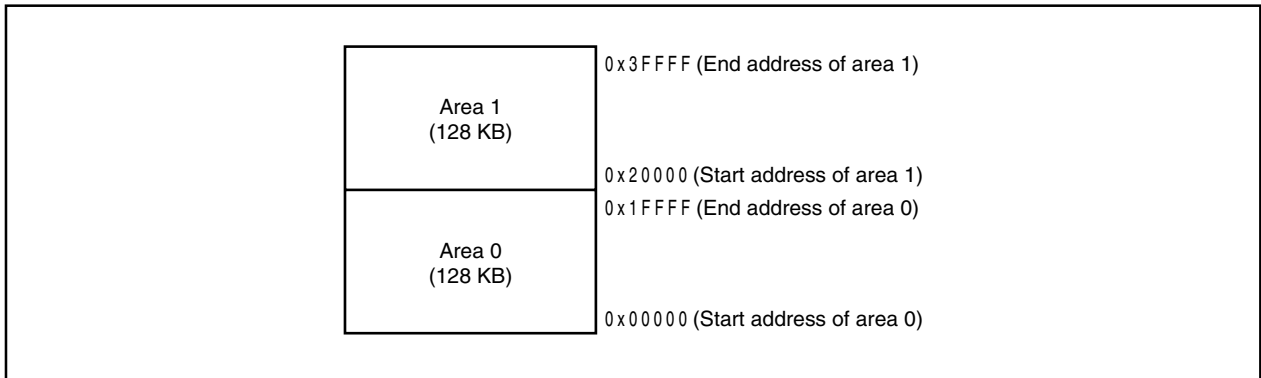 0x3FFFF (End address of area 1)
Area 1
(128 KB)
0x20000 (Start address of area 1)
0x1FFFF (End address of area 0)
Area 0
(128 KB)
0x00000 (Start address of area 0)